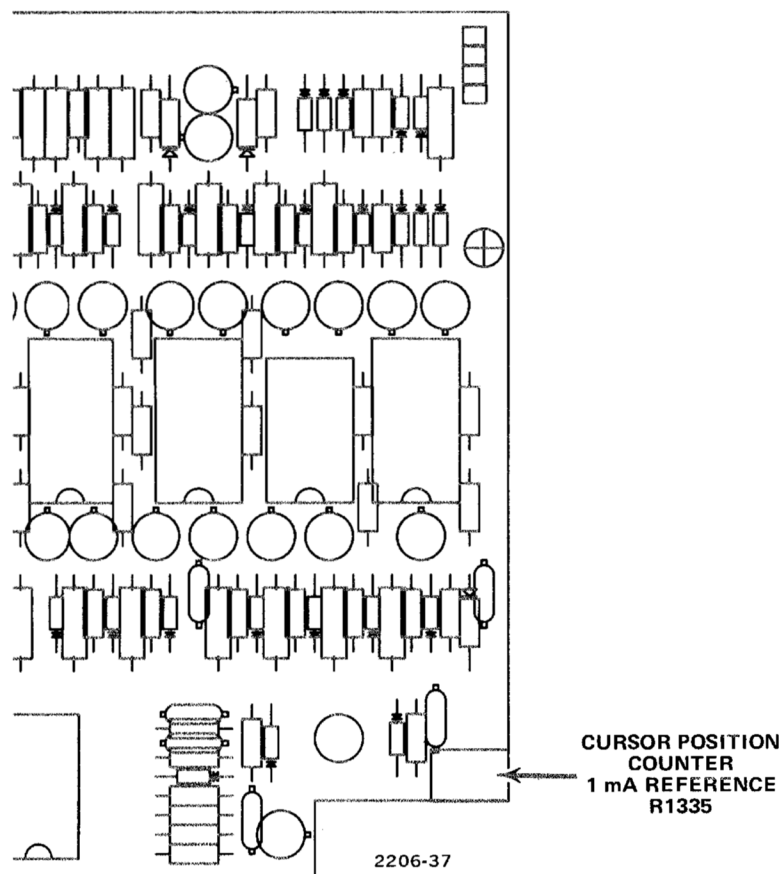 CURSOR POSITION
COUNTER
1 mA REFERENCE
R1335
2206-37